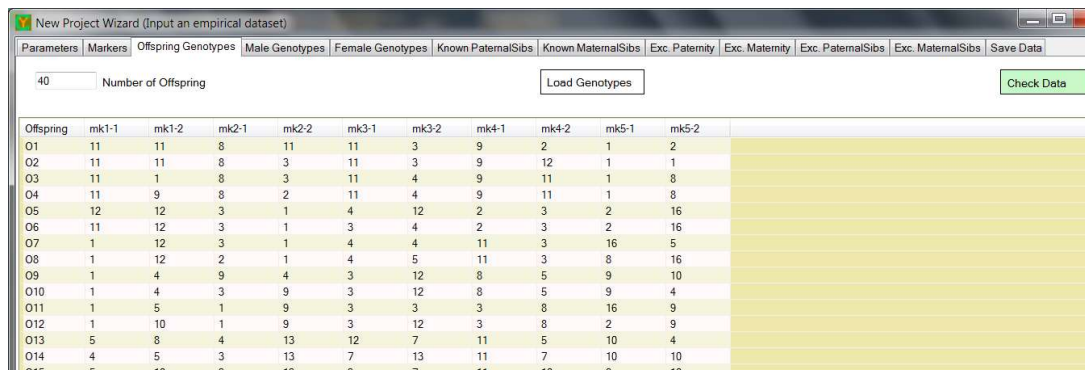 New Project Wizard (Input an empirical dataset)
Parameters Markers Offspring Genotypes Male Genotypes Female Genotypes Known PaternalSibs Known MaternalSibs Exc. Paternity Exc. Maternity Exc. PaternalSibs Exc. MaternalSibs Save Data
40 Number of Offspring Load Genotypes Check Data
Offspring mk1-1 mk1-2 mk2-1 mk2-2 mk3-1 mk3-2 mk4-1 mk4-2 mk5-1 mk5-2
O1 11 11 8 11 11 3 9 2 1 2
O2 11 11 8 3 11 3 9 12 1 1
O3 11 1 8 3 11 4 9 11 1 8
O4 11 9 8 2 11 4 9 11 1 8
O5 12 12 3 1 4 12 2 3 2 16
O6 11 12 3 1 3 4 2 3 2 16
O7 1 12 3 1 4 4 11 3 16 5
O8 1 12 2 1 4 5 11 3 8 16
O9 1 4 9 4 3 12 8 5 9 10
O10 1 4 3 9 3 12 8 5 9 4
O11 1 5 1 9 3 3 3 8 16 9
O12 1 10 1 9 3 12 3 8 2 9
O13 5 8 4 13 12 7 11 5 10 4
O14 4 5 3 13 7 13 11 7 10 10